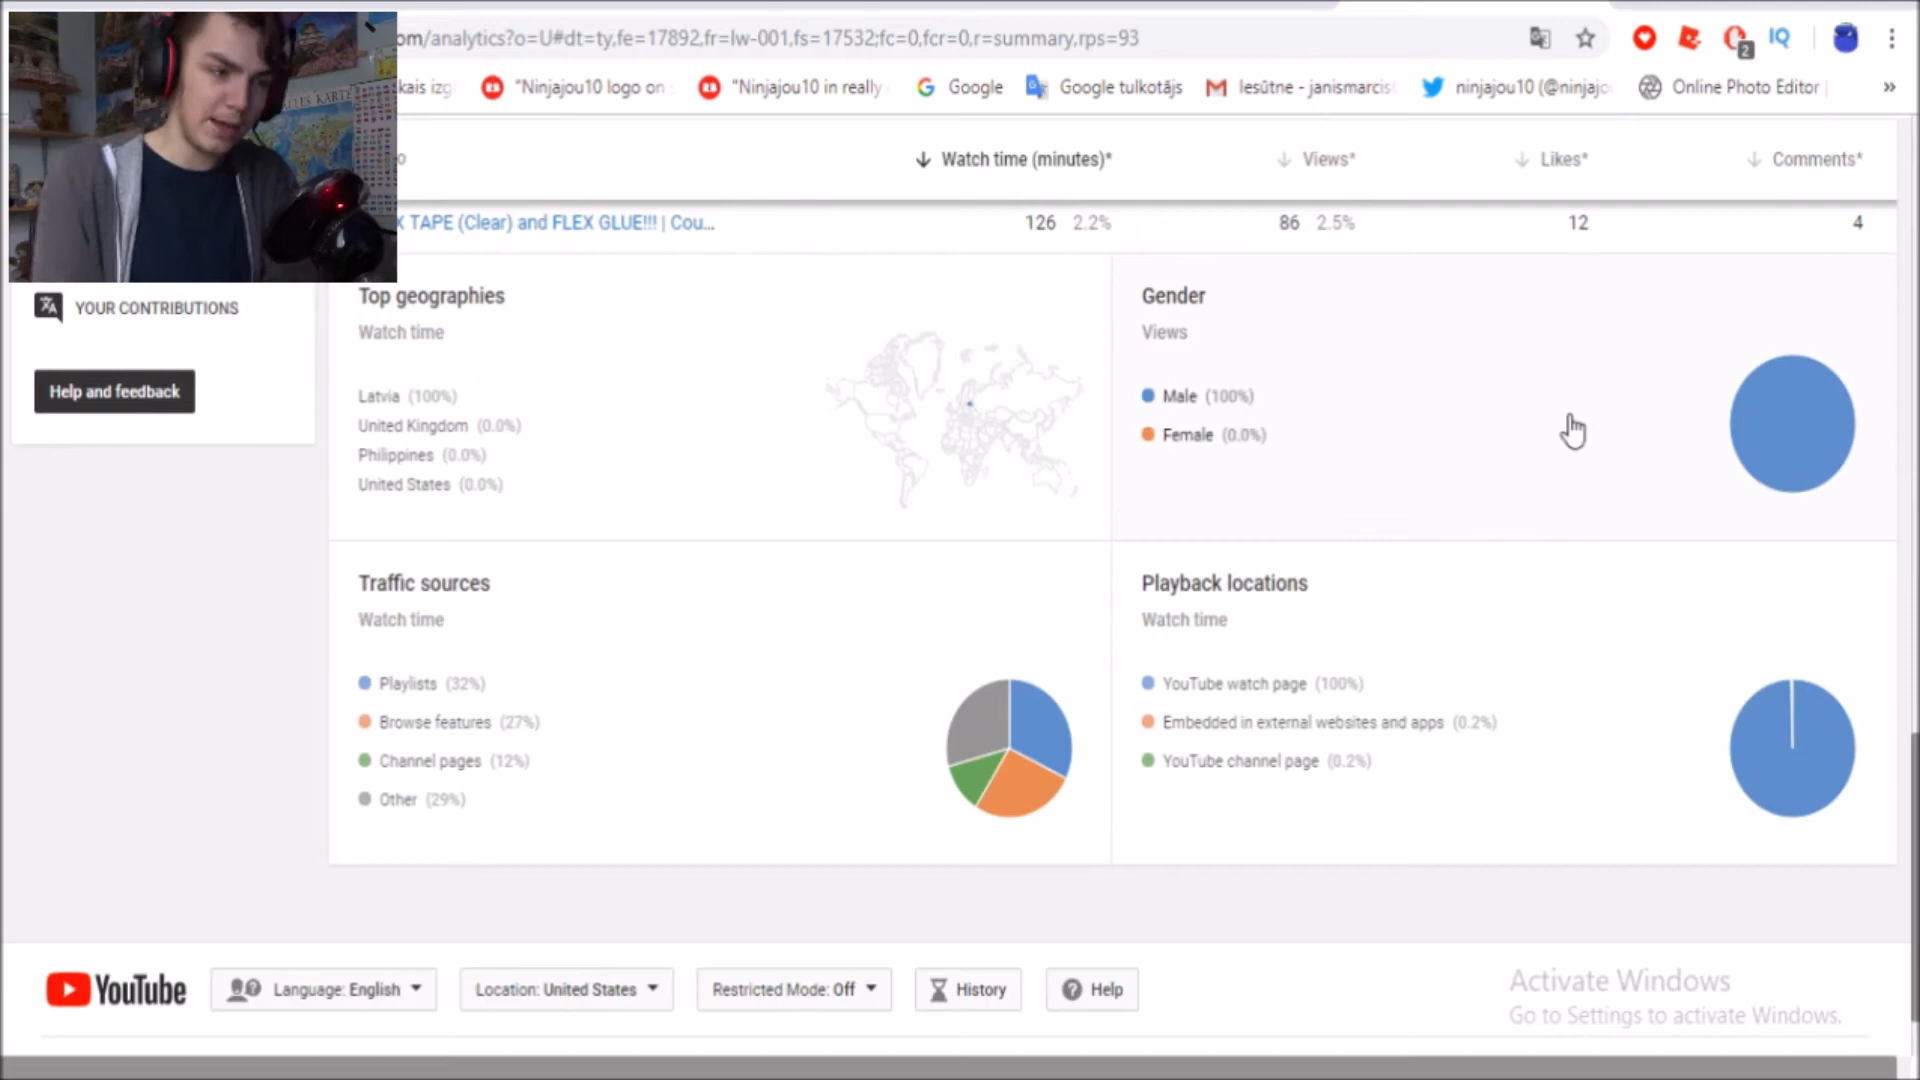 om/analytics?o=U#dt=ty,fe=17892,fr=lw-001,fs=17532;fc=0,fcr=0,r=summary,rps=93
2
IQ
skais izg
"Ninjajou10 logo on
"Ninjajou10 in really
Google
Google tulkotājs
Iesūtne - janismarcis
ninjajou10 (@ninjajo
Online Photo Editor
»
Watch time (minutes)*
Views*
Likes*
Comments*
X TAPE (Clear) and FLEX GLUE!!! | Cou...
126 2.2%
86 2.5%
12
4
YOUR CONTRIBUTIONS
Help and feedback
Top geographies
Watch time
Latvia (100%)
United Kingdom (0.0%)
Philippines (0.0%)
United States (0.0%)
Gender
Views
Male (100%)
Female (0.0%)
Traffic sources
Watch time
Playlists (32%)
Browse features (27%)
Channel pages (12%)
Other (29%)
Playback locations
Watch time
YouTube watch page (100%)
Embedded in external websites and apps (0.2%)
YouTube channel page (0.2%)
YouTube
Language: English
Location: United States
Restricted Mode: Off
History
Help
Activate Windows
Go to Settings to activate Windows.